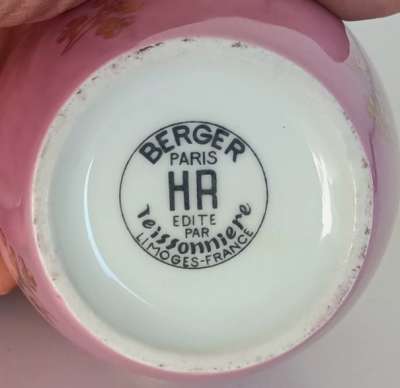 BERGER
PARIS
HR
EDITE
PAR
Teissonniere
LIMOGES-FRANCE